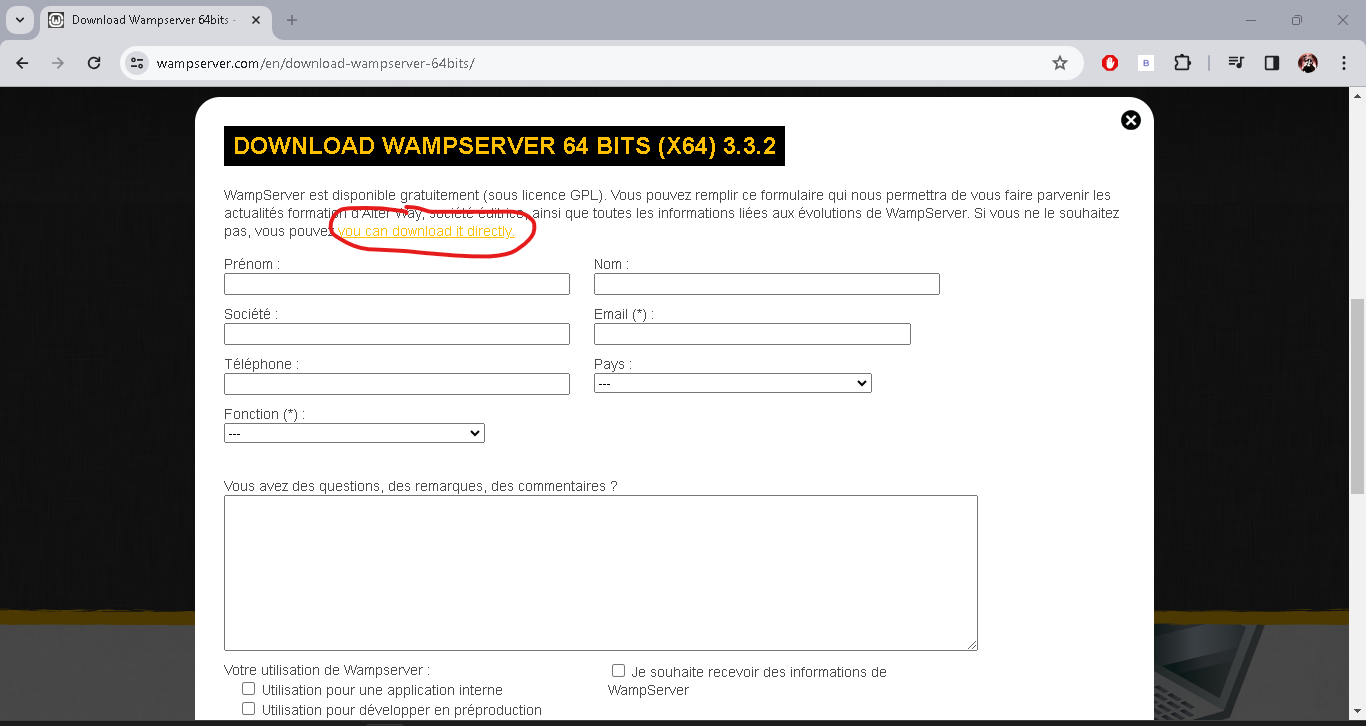 Download Wampserver 64bits -
wampserver.com/en/download-wampserver-64bits/
B
DOWNLOAD WAMPSERVER 64 BITS (X64) 3.3.2
WampServer est disponible gratuitement (sous licence GPL). Vous pouvez remplir ce formulaire qui nous permettra de vous faire parvenir les
actualités formation d'Alter Way, société éditrice, ainsi que toutes les informations liées aux évolutions de WampServer. Si vous ne le souhaitez
pas, vous pouvez you can download it directly.
Prénom :
Nom :
Société :
Email (*) :
Téléphone :
Pays :
---
Fonction (*) :
---
Vous avez des questions, des remarques, des commentaires ?
Votre utilisation de Wampserver :
Utilisation pour une application interne
Utilisation pour développer en préproduction
Je souhaite recevoir des informations de
WampServer